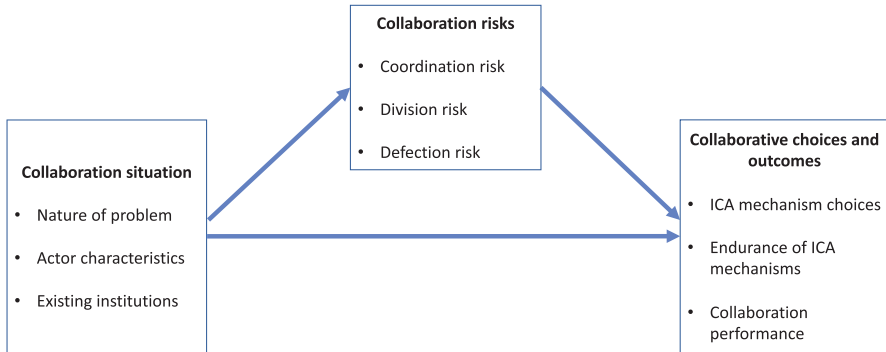 Collaboration risks
• Coordination risk
• Division risk
• Defection risk
Collaboration situation
• Nature of problem
• Actor characteristics
• Existing institutions
Collaborative choices and
outcomes
• ICA mechanism choices
• Endurance of ICA
mechanisms
• Collaboration
performance